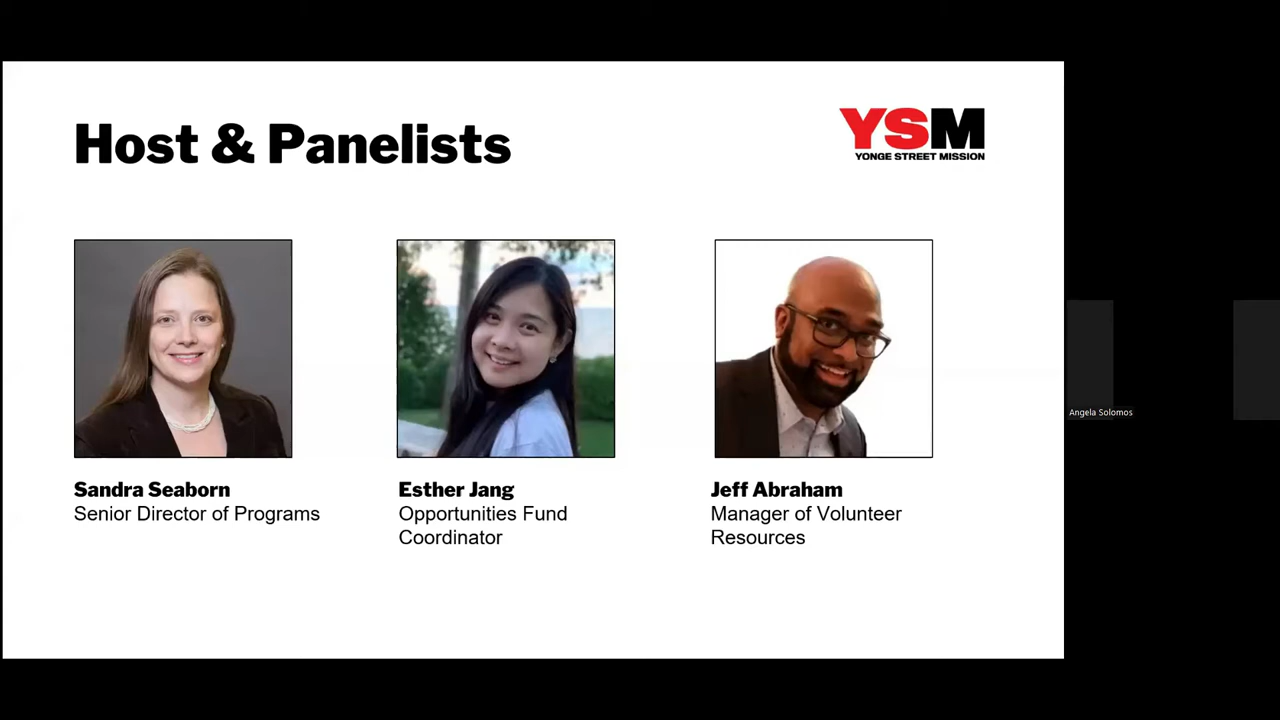 Host & Panelists
YSM
YONGE STREET MISSION
Sandra Seaborn
Senior Director of Programs
Esther Jang
Opportunities Fund
Coordinator
Jeff Abraham
Manager of Volunteer
Resources
Angela Solomos